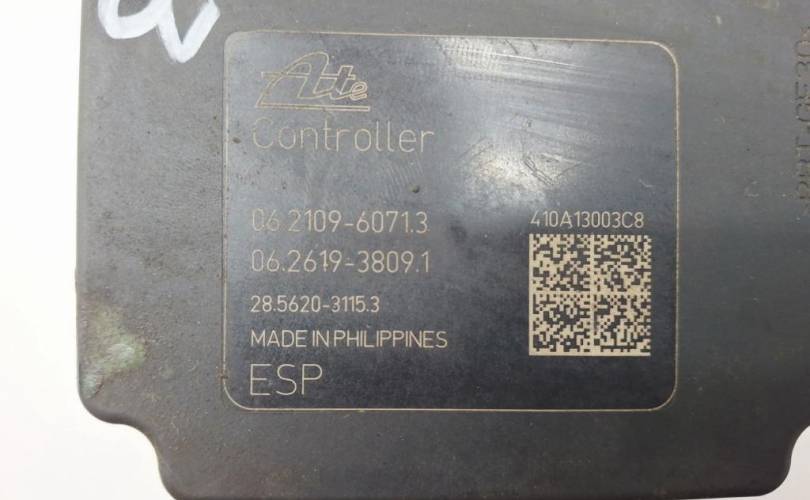 Ate
Controller
06.2109-6071.3
06.2619-3809.1
28.5620-3115.3
MADE IN PHILIPPINES
ESP
410A13003C8